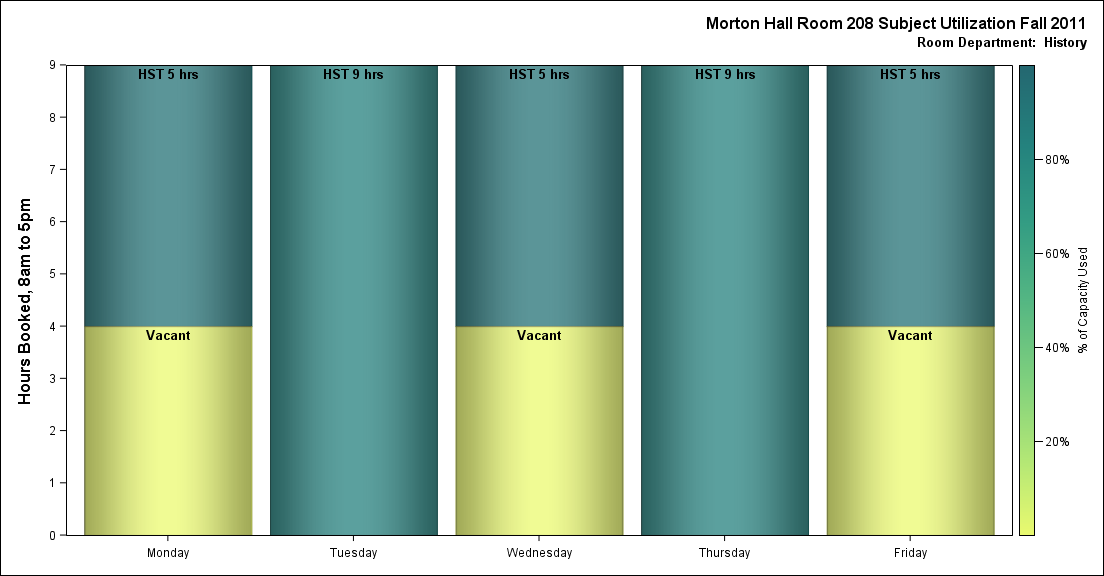 Morton Hall Room 208 Subject Utilization Fall 2011
Room Department:  History
Hours Booked, 8am to 5pm
9
8
7
6
5
4
3
2
1
0
HST 5 hrs
HST 9 hrs
HST 5 hrs
HST 9 hrs
HST 5 hrs
Vacant
Vacant
Vacant
Monday
Tuesday
Wednesday
Thursday
Friday
80%
60%
40%
20%
% of Capacity Used